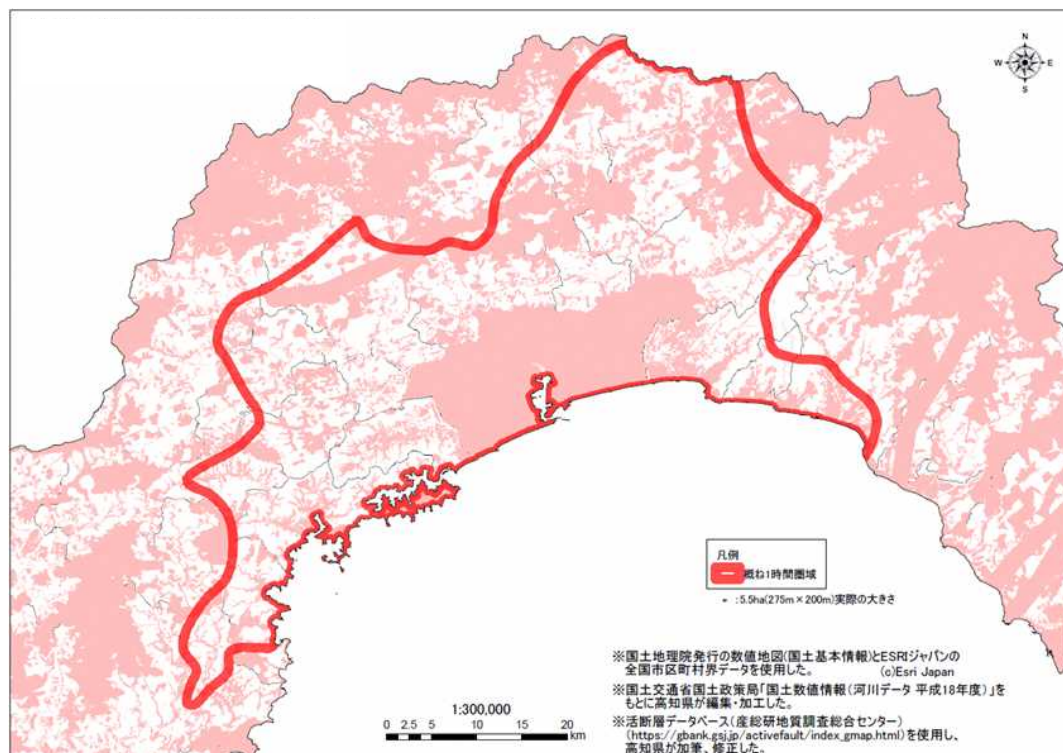 N
W E
S
凡例
概ね1時間圏域
:5.5ha(275m×200m)実際の大きさ
※国土地理院発行の数値地図(国土基本情報)とESRIジャパンの
全国市区町村界データを使用した。 (c)Esri Japan
※国土交通省国土政策局「国土数値情報(河川データ 平成18年度)」を
もとに高知県が編集・加工した。
※活断層データベース(産総研地質調査総合センター)
(https://gbank.gsj.jp/activefault/index_gmap.html)を使用し、
高知県が加筆、修正した。
1:300,000
0 2.5 5 10 15 20
km